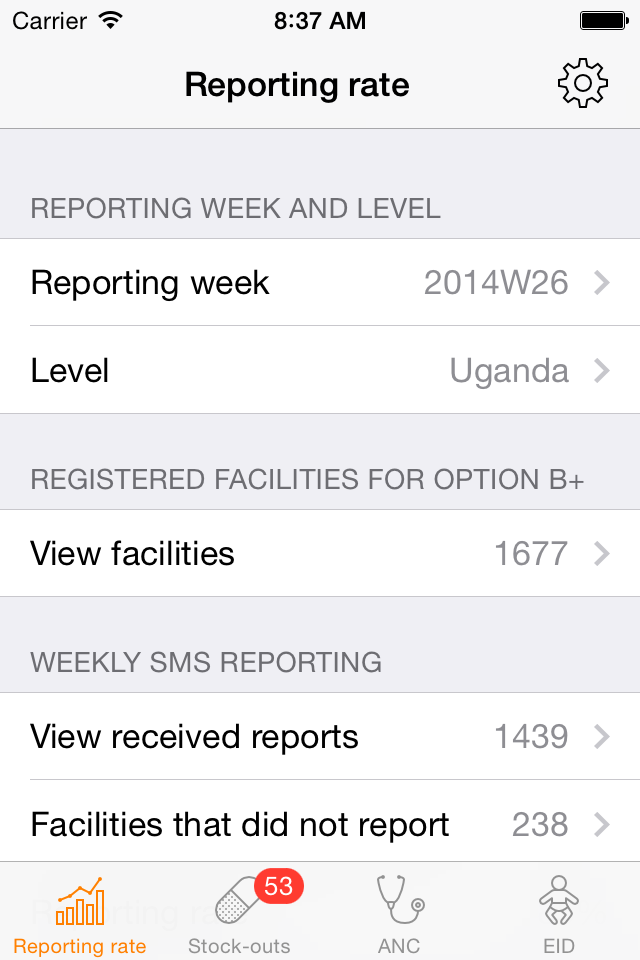 Carrier 8:37 AM
Reporting rate
REPORTING WEEK AND LEVEL
Reporting week 2014W26
Level Uganda
REGISTERED FACILITIES FOR OPTION B+
View facilities 1677
WEEKLY SMS REPORTING
View received reports 1439
Facilities that did not report 238
53
Reporting rate Stock-outs ANC EID